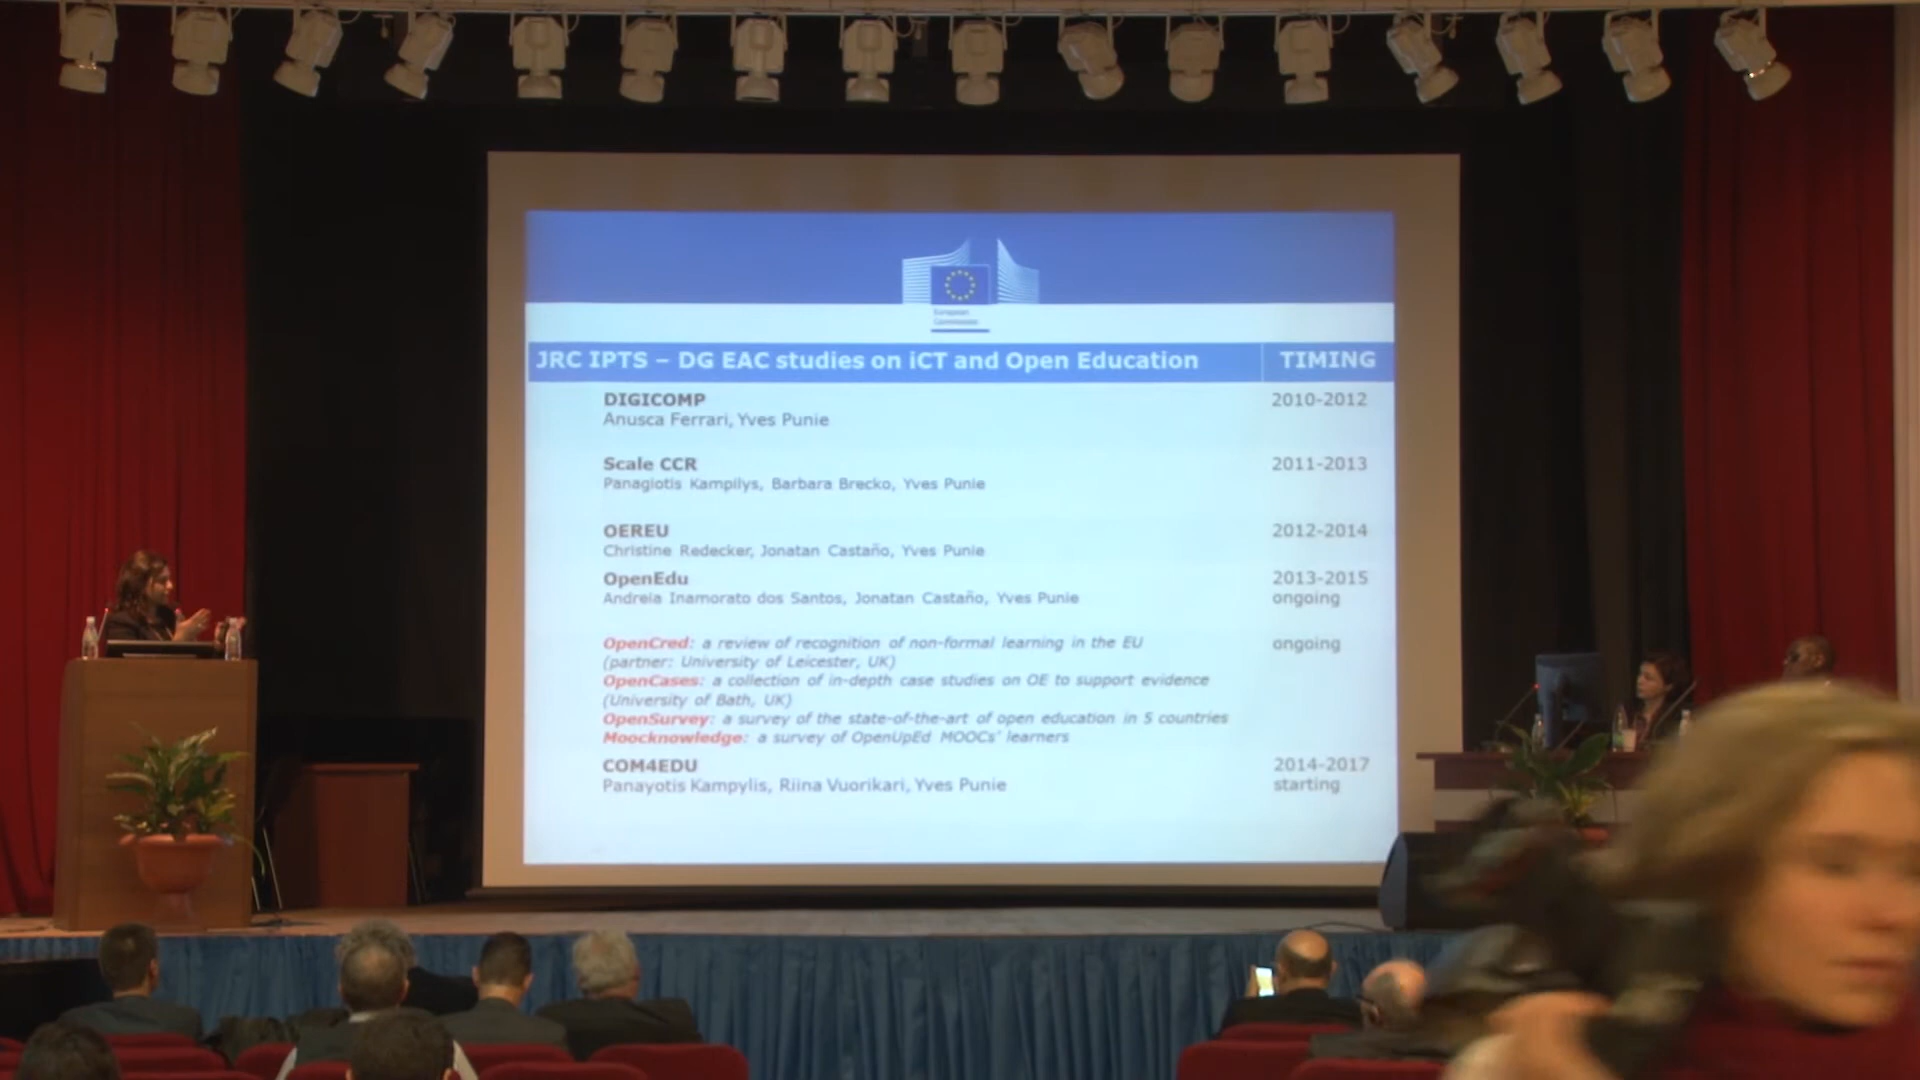 European
Commission
JRC IPTS – DG EAC studies on iCT and Open Education TIMING
DIGICOMP 2010-2012
Anusca Ferrari, Yves Punie
Scale CCR 2011-2013
Panagiotis Kampilys, Barbara Brecko, Yves Punie
OEREU 2012-2014
Christine Redecker, Jonatan Castaño, Yves Punie
OpenEdu 2013-2015
Andreia Inamorato dos Santos, Jonatan Castaño, Yves Punie ongoing
OpenCred: a review of recognition of non-formal learning in the EU ongoing
(partner: University of Leicester, UK)
OpenCases: a collection of in-depth case studies on OE to support evidence
(University of Bath, UK)
OpenSurvey: a survey of the state-of-the-art of open education in 5 countries
Moocknowledge: a survey of OpenUpEd MOOCs' learners
COM4EDU 2014-2017
Panayotis Kampylis, Riina Vuorikari, Yves Punie starting